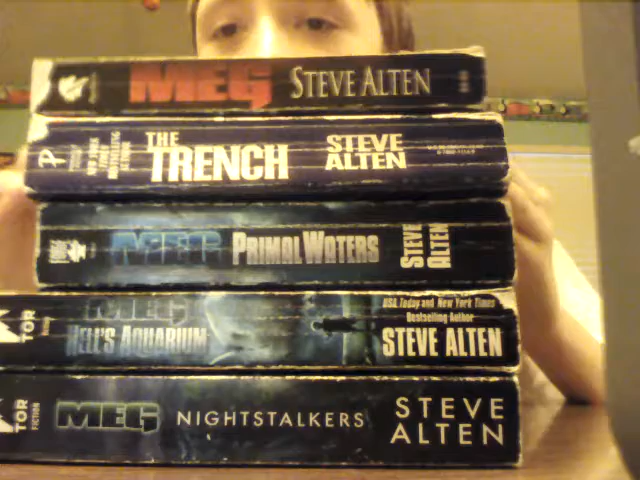 MEG STEVE ALTEN
THE
TRENCH
STEVE
ALTEN
MEG PRIMAL WATERS
STEVE
ALTEN
MEG
HELL'S AQUARIUM
USA Today and New York Times
Bestselling Author
STEVE ALTEN
TOR
MEG NIGHTSTALKERS
STEVE
ALTEN
TOR
FICTION